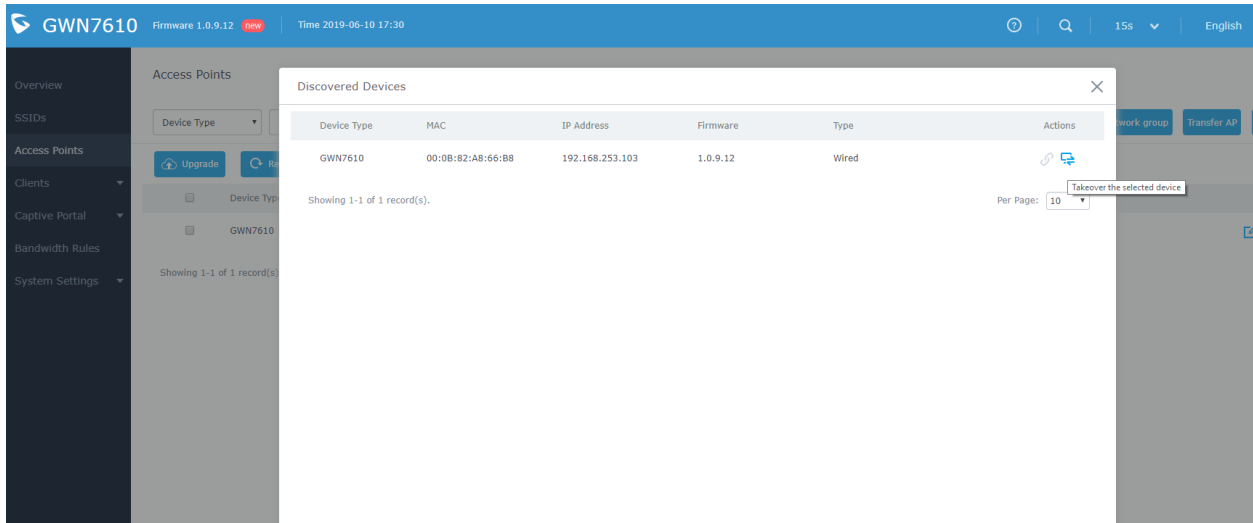 GWN7610 Firmware 1.0.9.12 new Time 2019-06-10 17:30 15s English
Overview
SSIDs
Access Points
Clients
Captive Portal
Bandwidth Rules
System Settings
Access Points
Device Type
Transfer AP
Upgrade
Device Typ
GWN7610
Showing 1-1 of 1 record(s)
Discovered Devices
Device Type MAC IP Address Firmware Type Actions
GWN7610 00:0B:82:A8:66:B8 192.168.253.103 1.0.9.12 Wired
Takeover the selected device
Showing 1-1 of 1 record(s). Per Page: 10